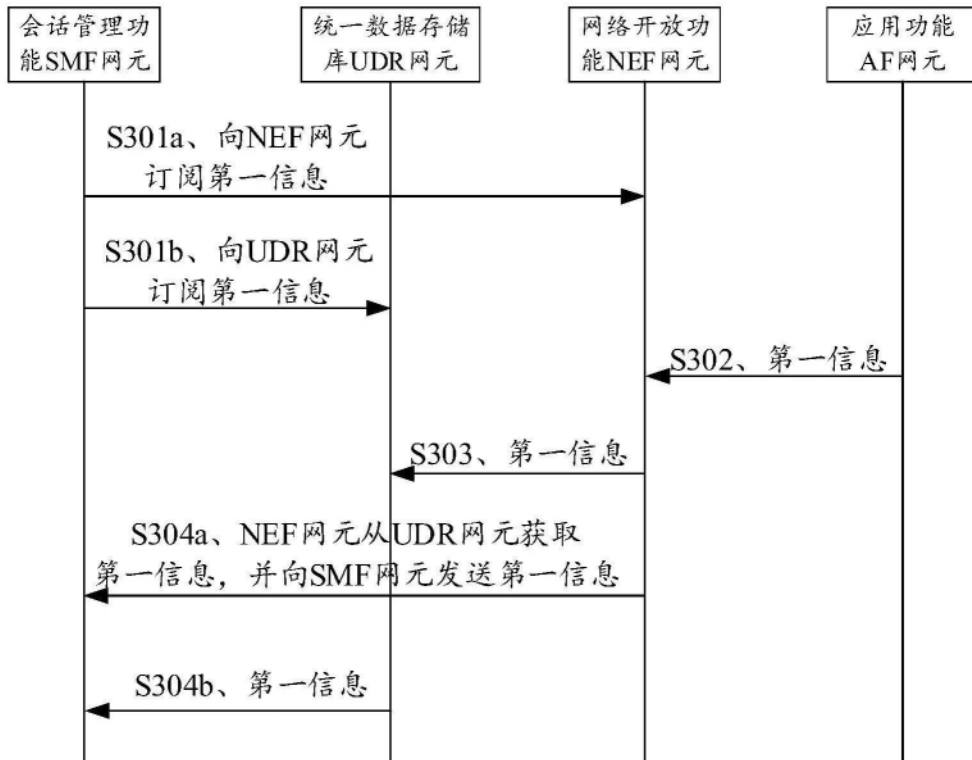 会话管理功
能SMF网元
统一数据存储
库UDR网元
网络开放功
能NEF网元
应用功能
AF网元
S301a、向NEF网元
订阅第一信息
S301b、向UDR网元
订阅第一信息
S302、第一信息
S303、第一信息
S304a、NEF网元从UDR网元获取
第一信息，并向SMF网元发送第一信息
S304b、第一信息